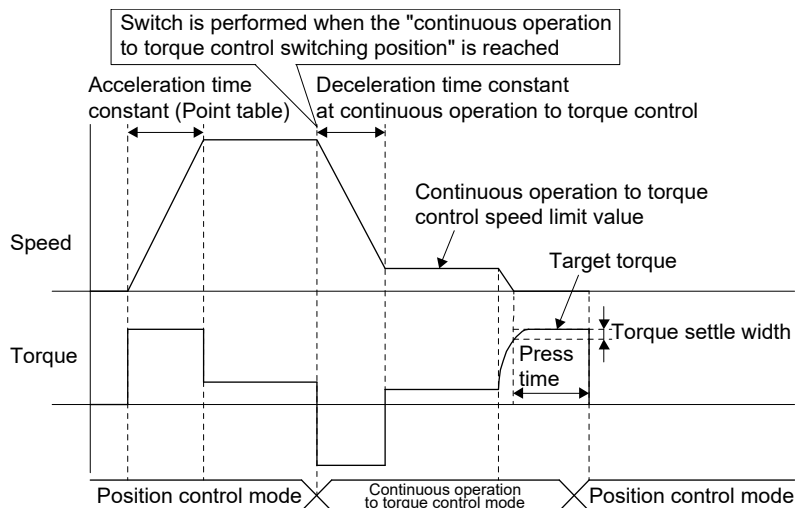 Switch is performed when the "continuous operation
to torque control switching position" is reached
Acceleration time
constant (Point table)
Deceleration time constant
at continuous operation to torque control
Continuous operation to torque
control speed limit value
Speed
Target torque
Torque settle width
Torque
Press
time
Position control mode
Continuous operation
to torque control mode
Position control mode